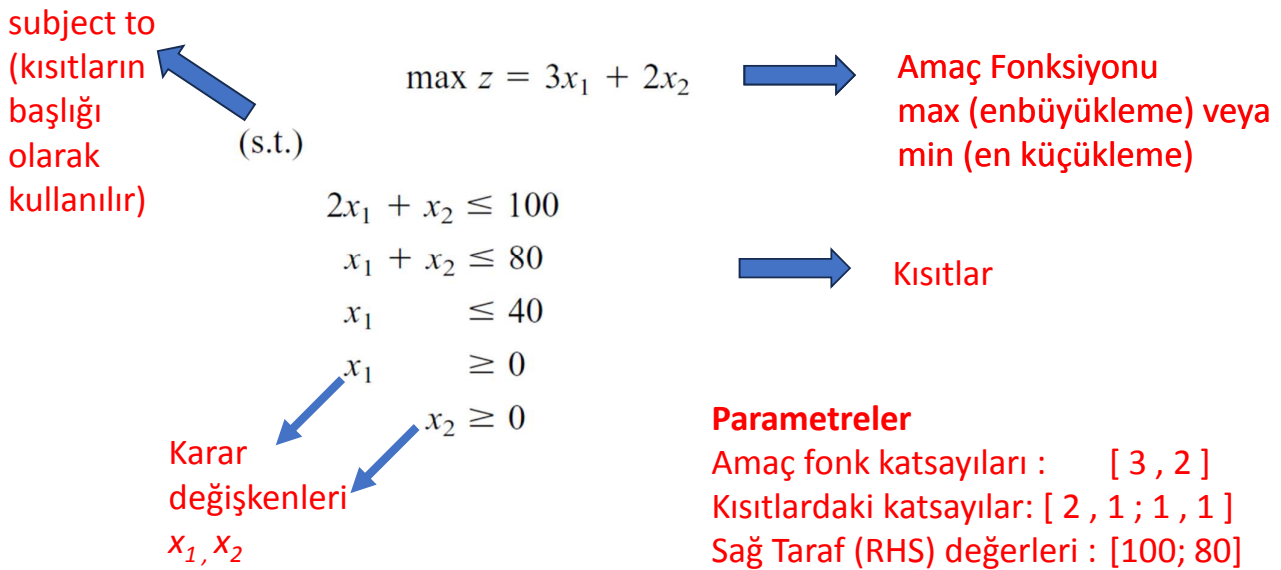 subject to
(kısıtların
başlığı
olarak
kullanılır)
max z = 3x₁ + 2x₂
Amaç Fonksiyonu
max (enbüyükleme) veya
min (en küçükleme)
(s.t.)
2x₁ + x₂ ≤ 100
x₁ + x₂ ≤ 80
x₁ ≤ 40
x₁ ≥ 0
x₂ ≥ 0
Kısıtlar
Karar
değişkenleri
x₁, x₂
Parametreler
Amaç fonk katsayıları : [ 3 , 2 ]
Kısıtlardaki katsayılar: [ 2 , 1 ; 1 , 1 ]
Sağ Taraf (RHS) değerleri : [100; 80]